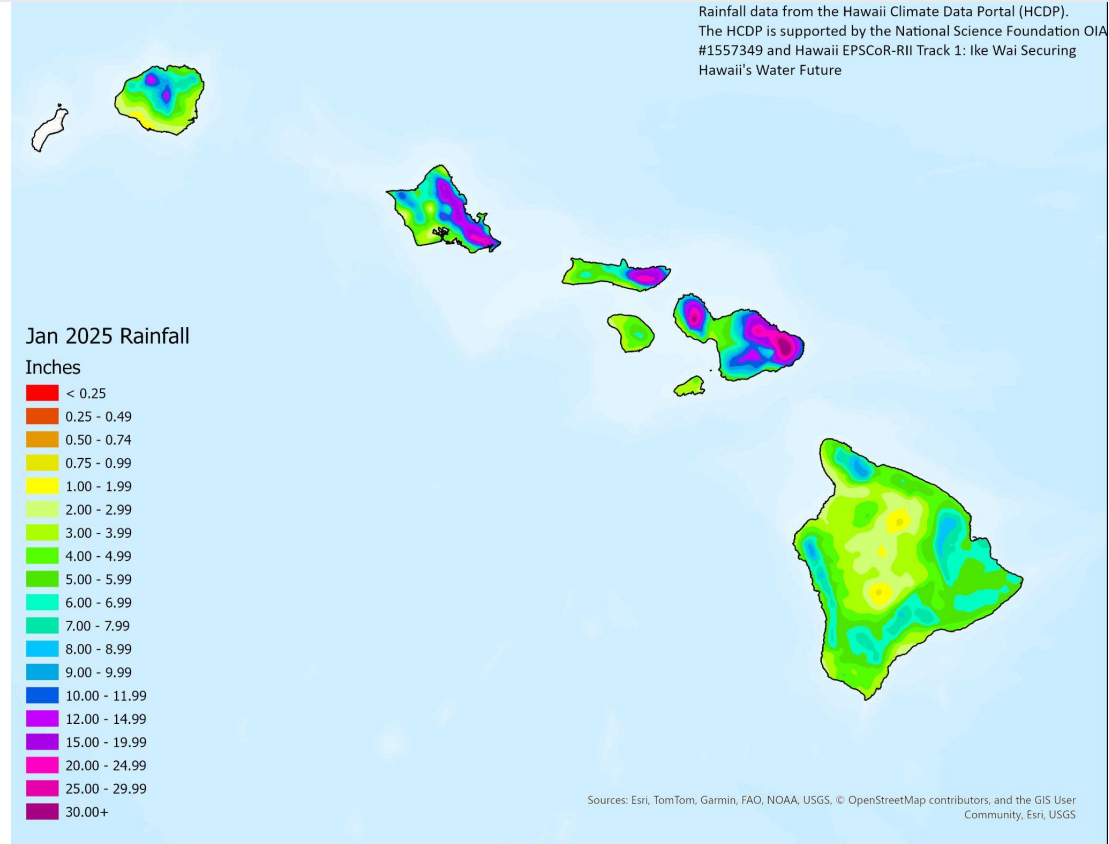 Rainfall data from the Hawaii Climate Data Portal (HCDP).
The HCDP is supported by the National Science Foundation OIA
#1557349 and Hawaii EPSCoR-RII Track 1: Ike Wai Securing
Hawaii's Water Future
Jan 2025 Rainfall
Inches
< 0.25
0.25 - 0.49
0.50 - 0.74
0.75 - 0.99
1.00 - 1.99
2.00 - 2.99
3.00 - 3.99
4.00 - 4.99
5.00 - 5.99
6.00 - 6.99
7.00 - 7.99
8.00 - 8.99
9.00 - 9.99
10.00 - 11.99
12.00 - 14.99
15.00 - 19.99
20.00 - 24.99
25.00 - 29.99
30.00+
Sources: Esri, TomTom, Garmin, FAO, NOAA, USGS, © OpenStreetMap contributors, and the GIS User
Community, Esri, USGS